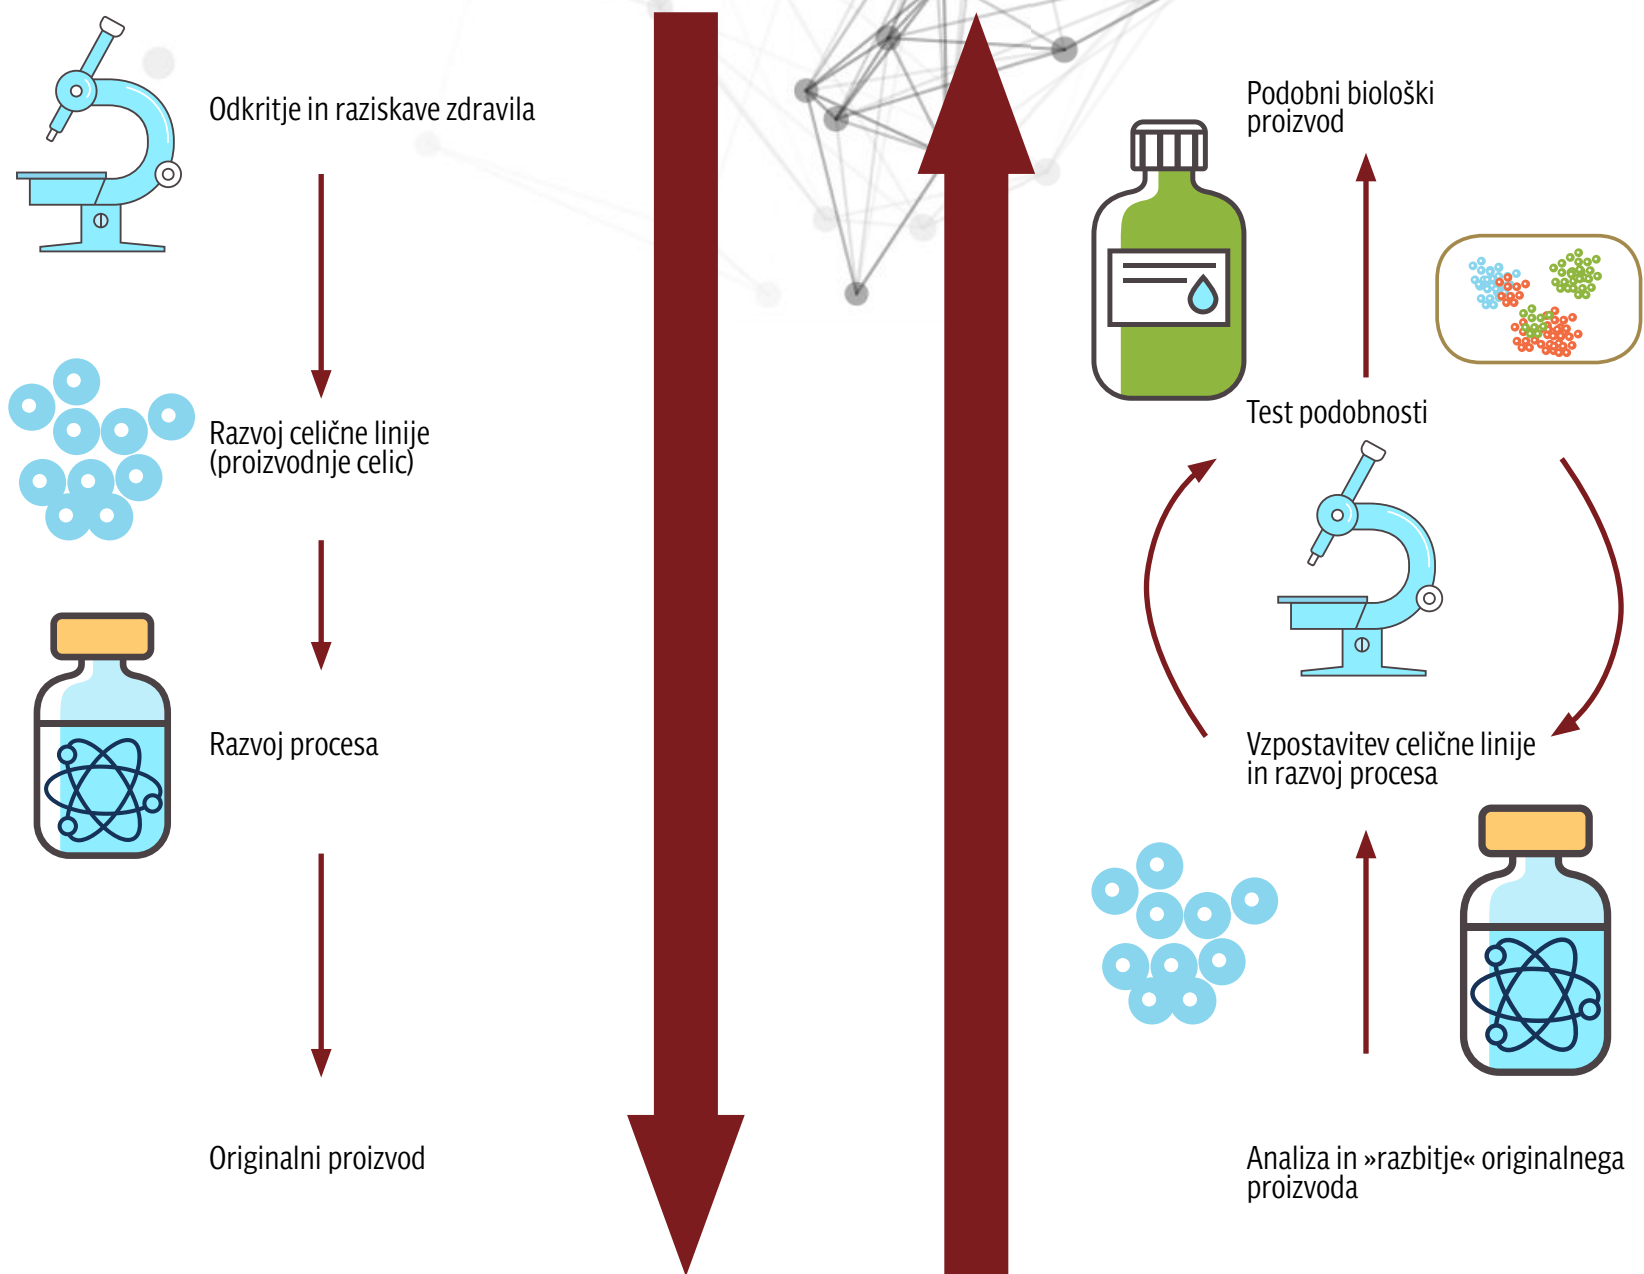 Odkritje in raziskave zdravila
Razvoj celične linije
(proizvodnje celic)
Razvoj procesa
Originalni proizvod
Podobni biološki
proizvod
Test podobnosti
Vzpostavitev celične linije
in razvoj procesa
Analiza in »razbitje« originalnega
proizvoda